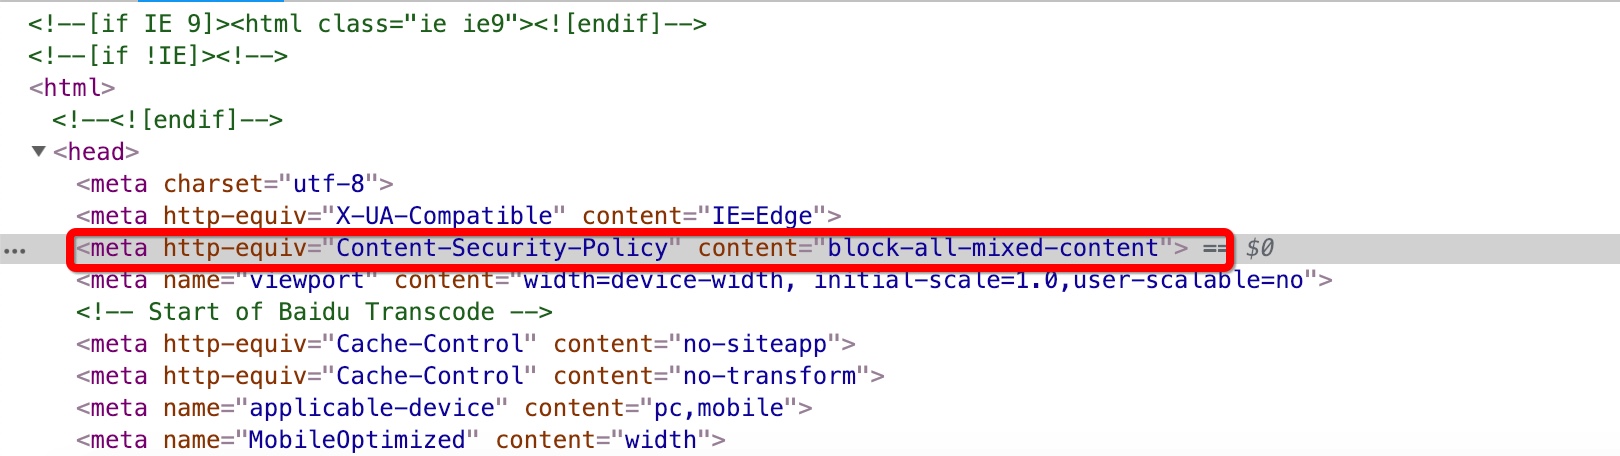 <!--[if IE 9]><html class="ie ie9"><![endif]-->
<!--[if !IE]><!-->
<html>
<!--<![endif]-->
<head>
<meta charset="utf-8">
<meta http-equiv="X-UA-Compatible" content="IE=Edge">
<meta http-equiv="Content-Security-Policy" content="block-all-mixed-content"> == $0
<meta name="viewport" content="width=device-width, initial-scale=1.0,user-scalable=no">
<!-- Start of Baidu Transcode -->
<meta http-equiv="Cache-Control" content="no-siteapp">
<meta http-equiv="Cache-Control" content="no-transform">
<meta name="applicable-device" content="pc,mobile">
<meta name="MobileOptimized" content="width">